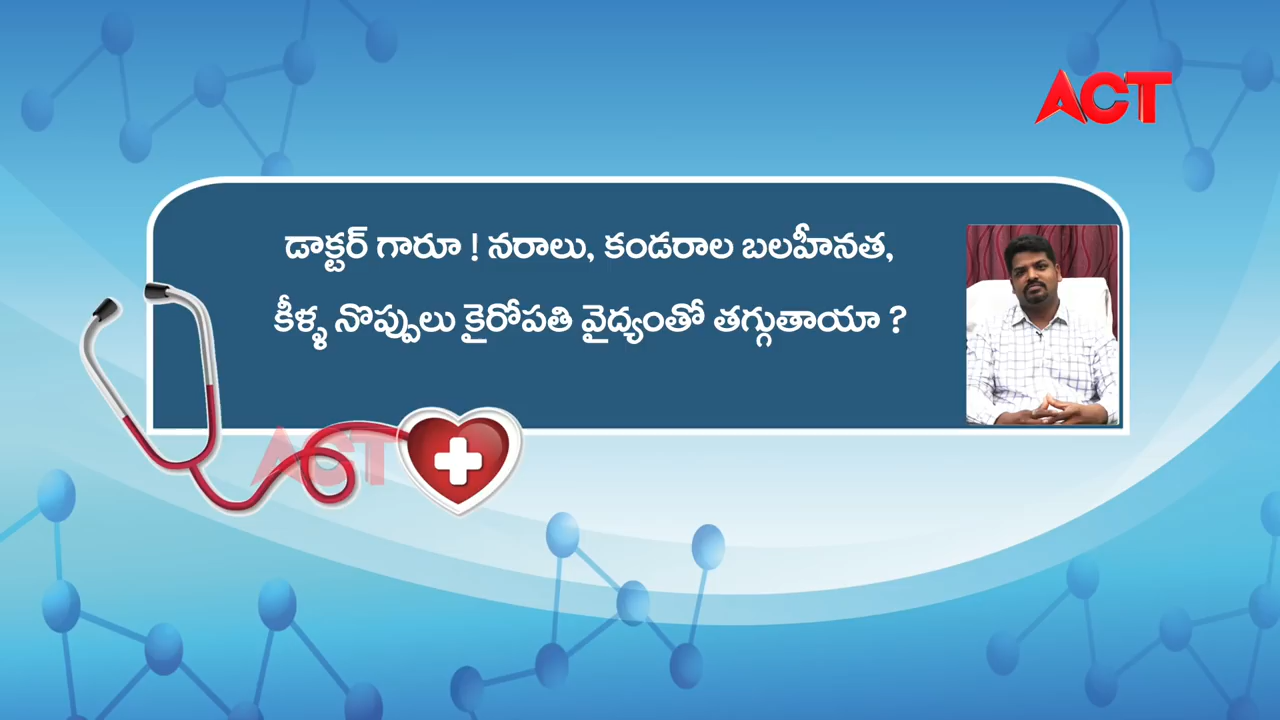 ACT
డాక్టర్ గారూ ! నరాలు, కండరాల బలహీనత,
కీళ్ళ నొప్పులు కైరోపతి వైద్యంతో తగ్గుతాయా ?
ACT